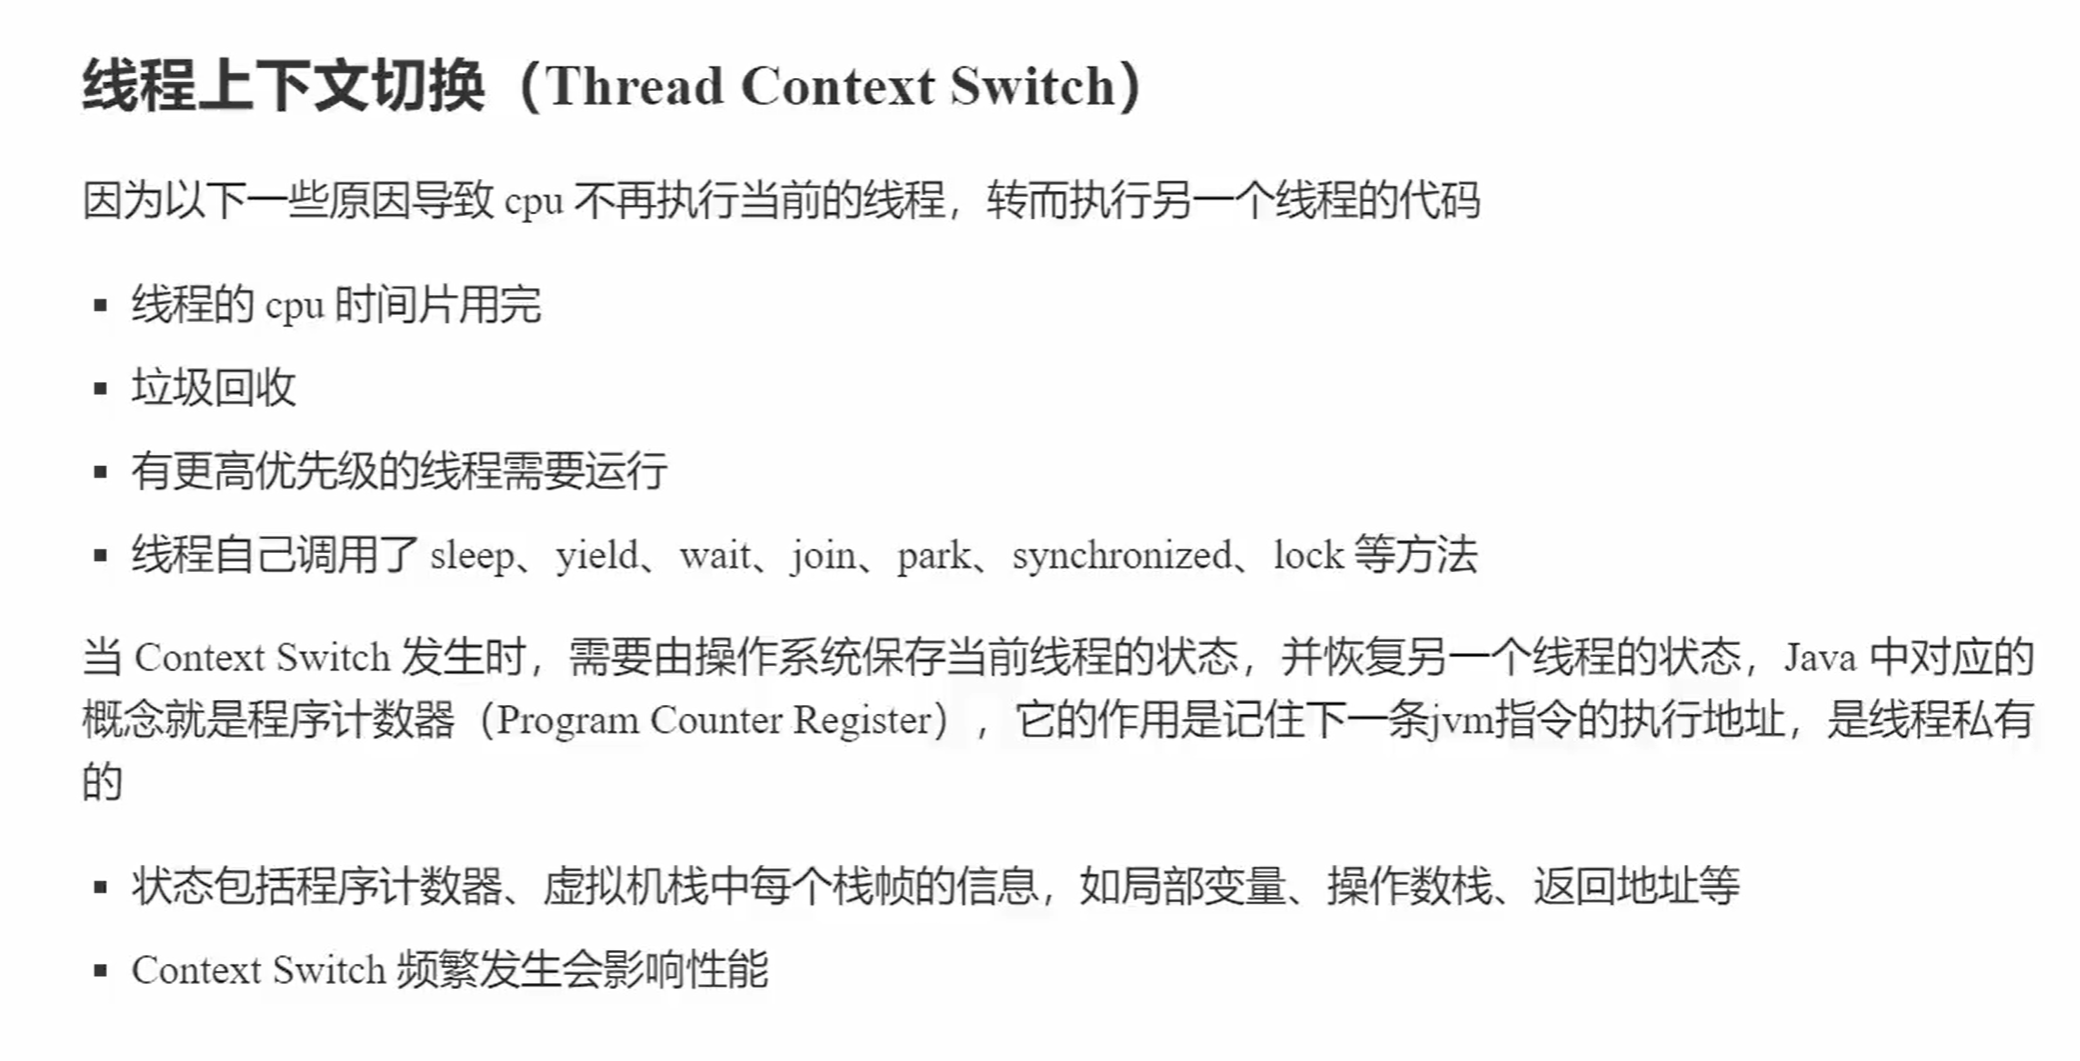 线程上下文切换（Thread Context Switch）
因为以下一些原因导致 cpu 不再执行当前的线程，转而执行另一个线程的代码
▪ 线程的 cpu 时间片用完
▪ 垃圾回收
▪ 有更高优先级的线程需要运行
▪ 线程自己调用了 sleep、yield、wait、join、park、synchronized、lock 等方法
当 Context Switch 发生时，需要由操作系统保存当前线程的状态，并恢复另一个线程的状态，Java 中对应的
概念就是程序计数器（Program Counter Register），它的作用是记住下一条jvm指令的执行地址，是线程私有
的
▪ 状态包括程序计数器、虚拟机栈中每个栈帧的信息，如局部变量、操作数栈、返回地址等
▪ Context Switch 频繁发生会影响性能